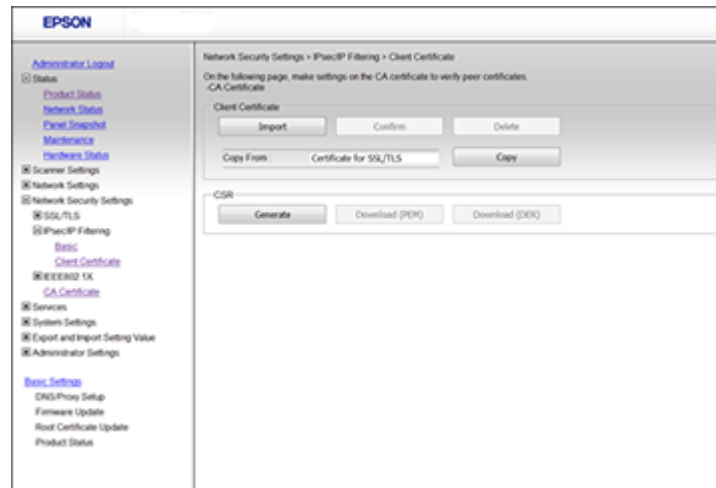 EPSON
Administrator Logout
Status
Product Status
Network Status
Panel Snapshot
Maintenance
Hardware Status
Scanner Settings
Network Settings
Network Security Settings
SSL/TLS
IPsec/IP Filtering
Basic
Client Certificate
IEEE802.1X
CA Certificate
Services
System Settings
Export and Import Setting Value
Administrator Settings
Basic Settings
DNS/Proxy Setup
Firmware Update
Root Certificate Update
Product Status
Network Security Settings > IPsec/IP Filtering > Client Certificate
On the following page, make settings on the CA certificate to verify peer certificates.
-CA Certificate
Client Certificate
Import Confirm Delete
Copy From : Certificate for SSL/TLS Copy
CSR
Generate Download (PEM) Download (DER)